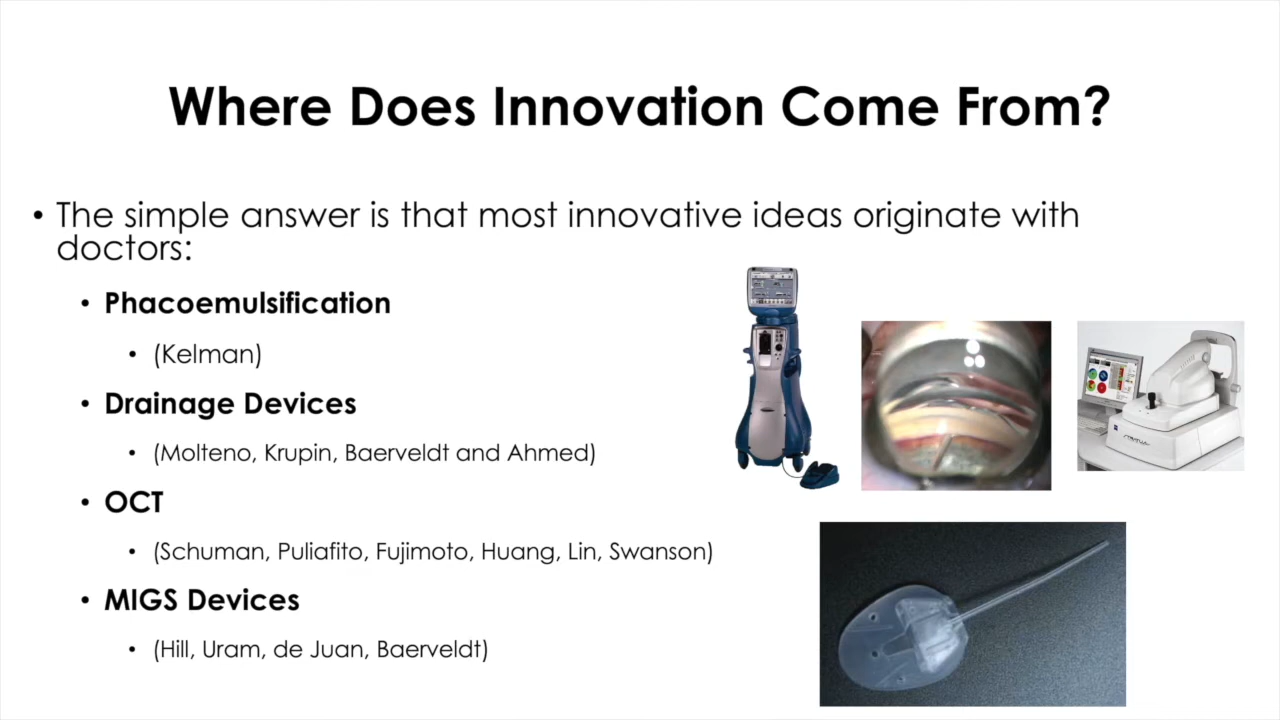 Where Does Innovation Come From?
• The simple answer is that most innovative ideas originate with
doctors:
• Phacoemulsification
• (Kelman)
• Drainage Devices
• (Molteno, Krupin, Baerveldt and Ahmed)
• OCT
• (Schuman, Puliafito, Fujimoto, Huang, Lin, Swanson)
• MIGS Devices
• (Hill, Uram, de Juan, Baerveldt)